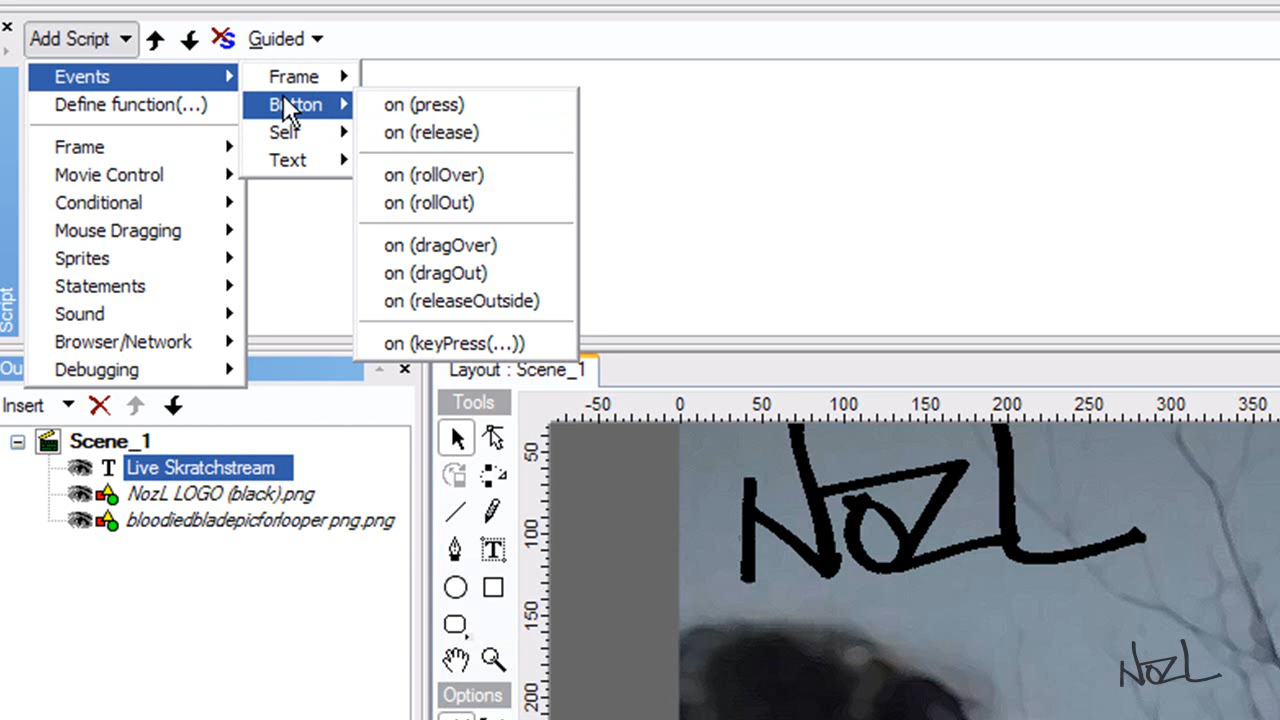 Add Script Guided
Events
Define function(...)
Frame
Movie Control
Conditional
Mouse Dragging
Sprites
Statements
Sound
Browser/Network
Debugging
Frame
Button
Self
Text
on (press)
on (release)
on (rollOver)
on (rollOut)
on (dragOver)
on (dragOut)
on (releaseOutside)
on (keyPress(...))
Script
Ou
Insert
Scene_1
T Live Skratchstream
NozL LOGO (black).png
bloodiedbladepicforlooper png.png
Layout : Scene_1
Tools
Options
-50 0 50 100 150 200 250 300 350
50
100
150
200
NozL
NozL